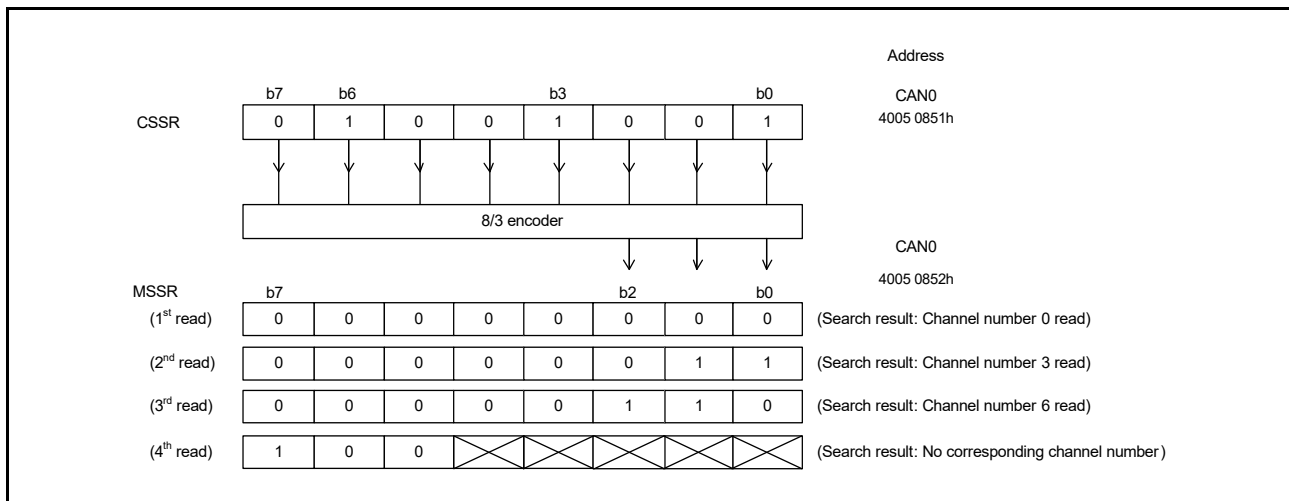 Address
b7 b6 b3 b0 CAN0
CSSR 0 1 0 0 1 0 0 1 4005 0851h
8/3 encoder
CAN0
4005 0852h
MSSR b7 b2 b0
(1st read) 0 0 0 0 0 0 0 0 (Search result: Channel number 0 read)
(2nd read) 0 0 0 0 0 0 1 1 (Search result: Channel number 3 read)
(3rd read) 0 0 0 0 0 1 1 0 (Search result: Channel number 6 read)
(4th read) 1 0 0 (Search result: No corresponding channel number)